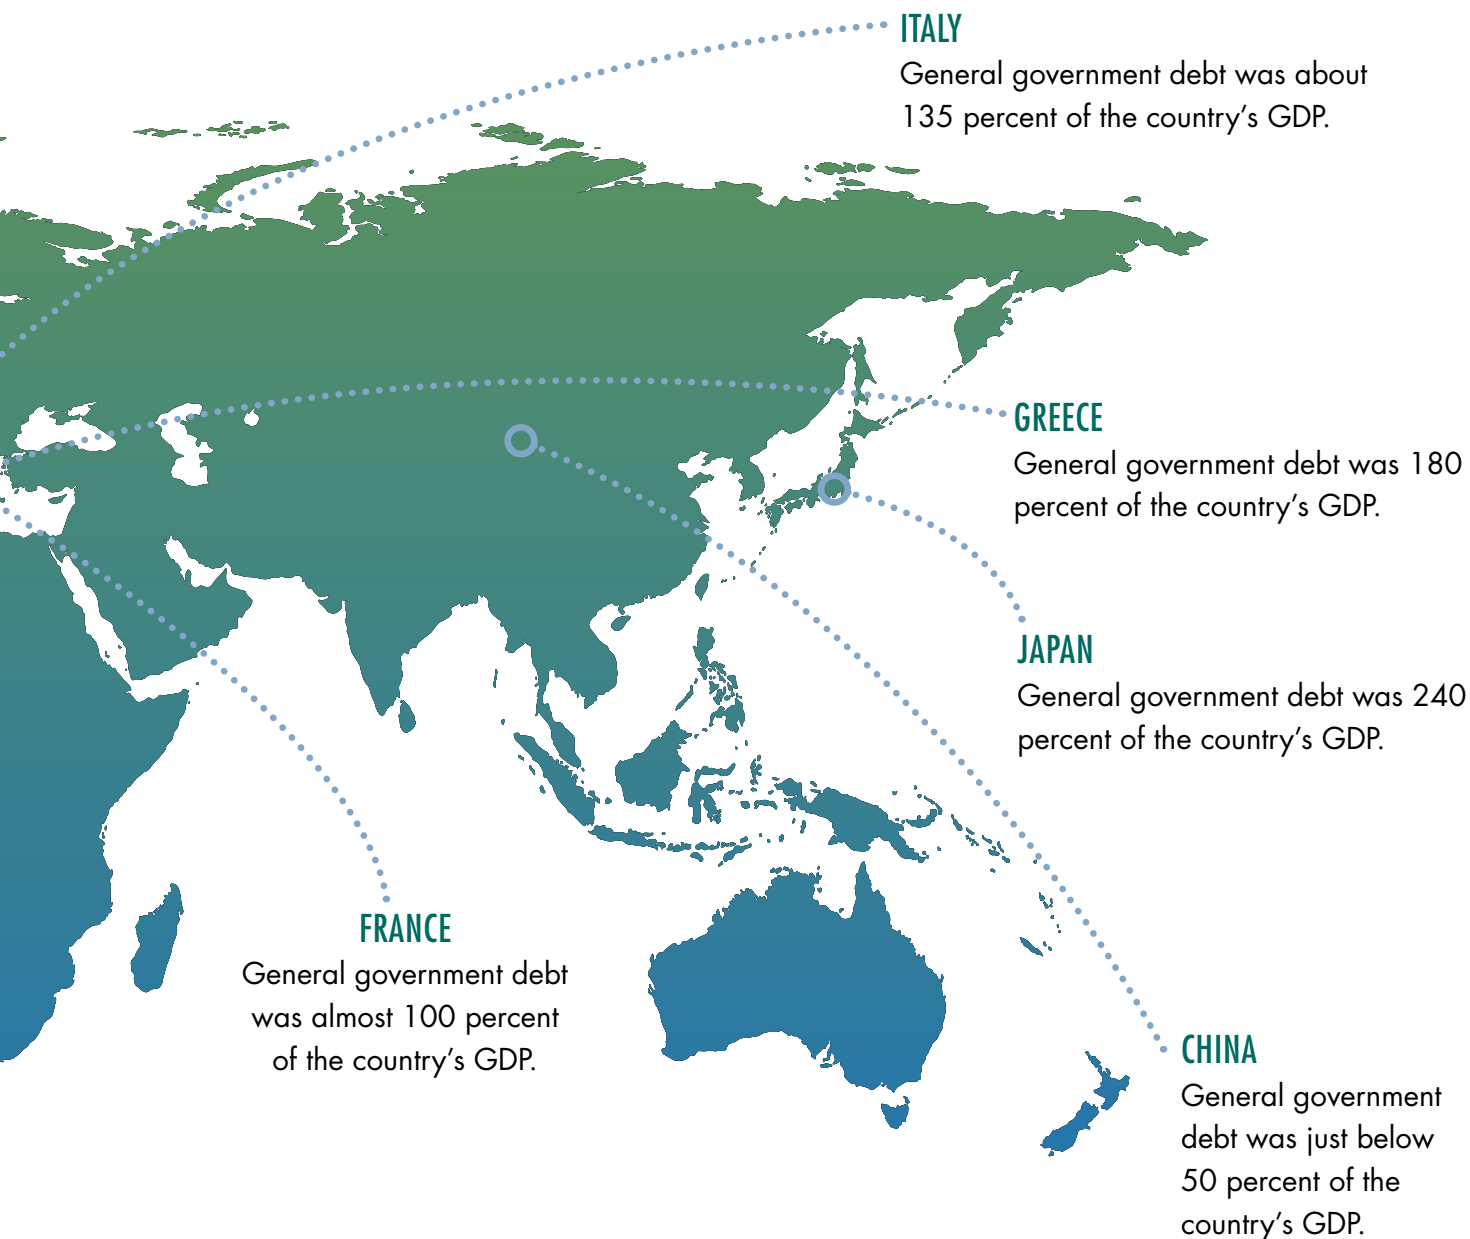 ITALY
General government debt was about
135 percent of the country's GDP.
GREECE
General government debt was 180
percent of the country's GDP.
JAPAN
General government debt was 240
percent of the country's GDP.
FRANCE
General government debt
was almost 100 percent
of the country's GDP.
CHINA
General government
debt was just below
50 percent of the
country's GDP.